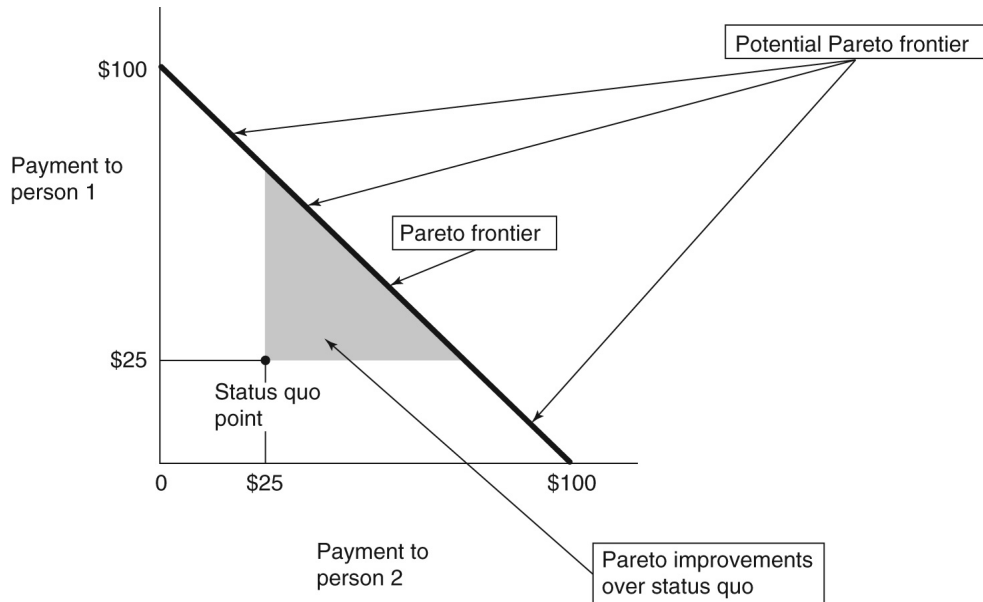 Potential Pareto frontier
$100
Payment to
person 1
Pareto frontier
$25
Status quo
point
0
$25
$100
Payment to
person 2
Pareto improvements
over status quo